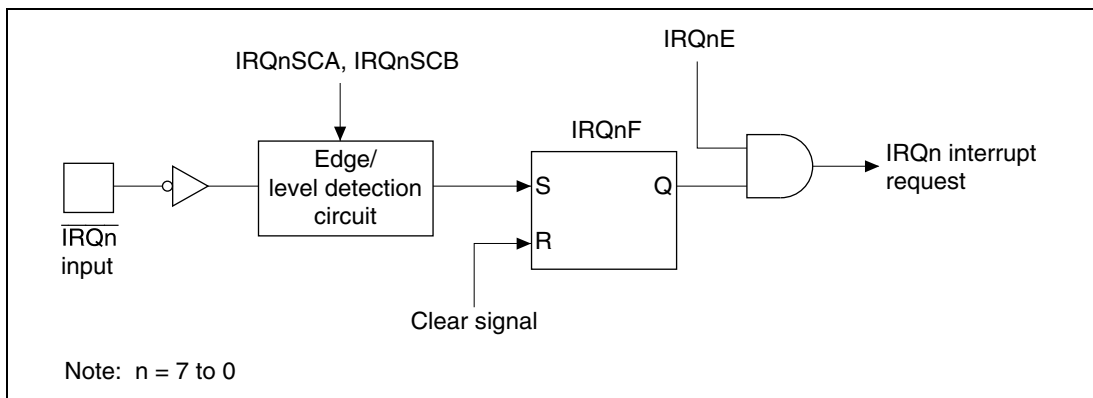 IRQnE
IRQnSCA, IRQnSCB
IRQnF
Edge/
level detection
circuit
S
Q
R
IRQn interrupt
request
IRQn
input
Clear signal
Note: n = 7 to 0